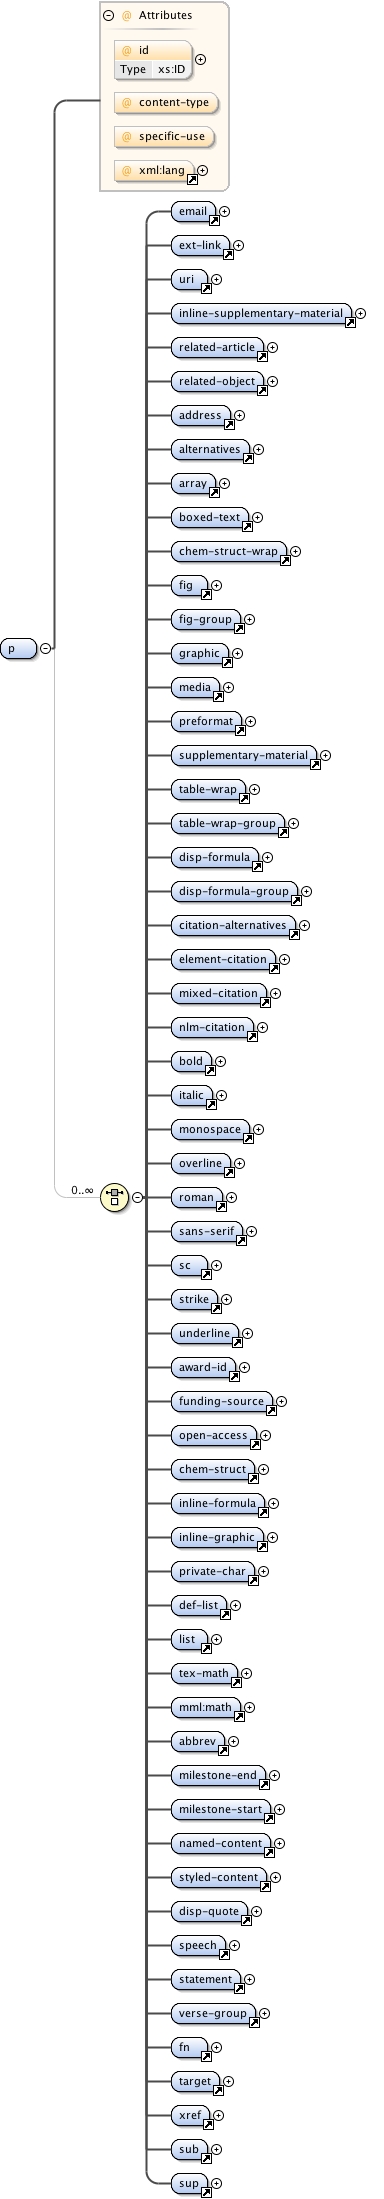 Attributes
@ id
Type xs:ID
@ content-type
@ specific-use
@ xml:lang
email
ext-link
uri
inline-supplementary-material
related-article
related-object
address
alternatives
array
boxed-text
chem-struct-wrap
fig
fig-group
p
graphic
media
preformat
supplementary-material
table-wrap
table-wrap-group
disp-formula
disp-formula-group
citation-alternatives
element-citation
mixed-citation
nlm-citation
bold
italic
monospace
overline
0..∞
roman
sans-serif
sc
strike
underline
award-id
funding-source
open-access
chem-struct
inline-formula
inline-graphic
private-char
def-list
list
tex-math
mml:math
abbrev
milestone-end
milestone-start
named-content
styled-content
disp-quote
speech
statement
verse-group
fn
target
xref
sub
sup